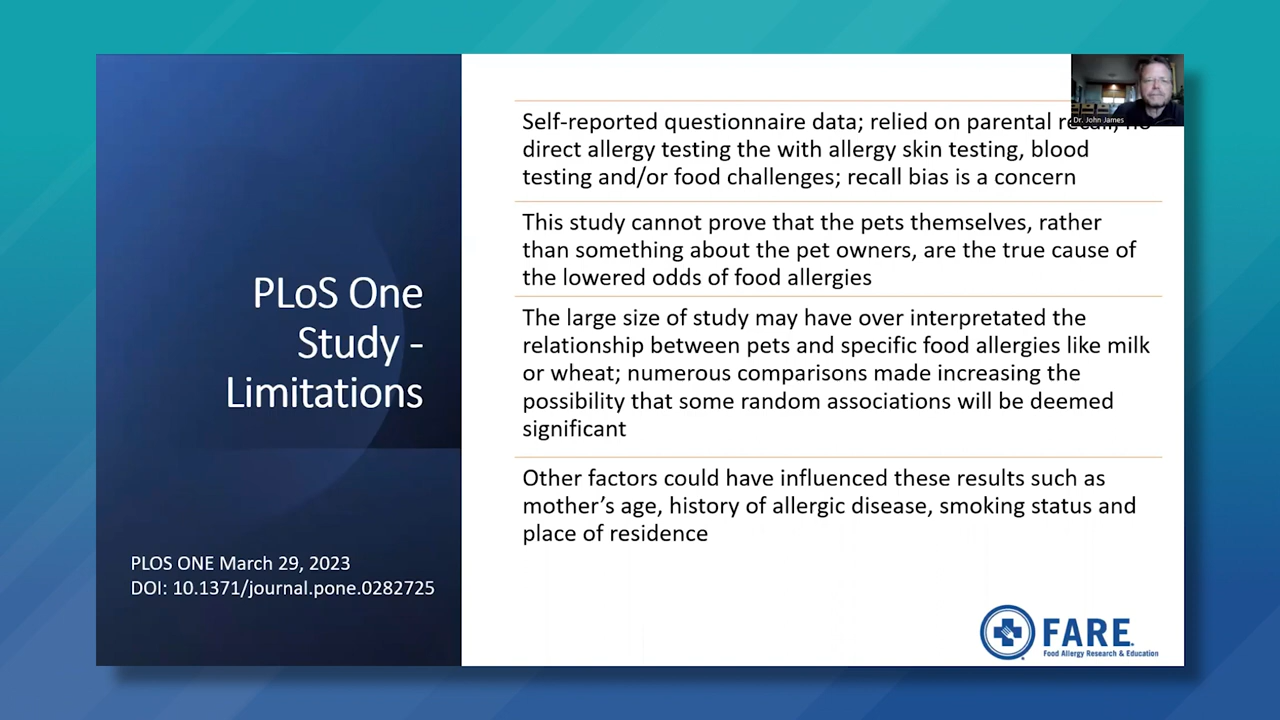 PLoS One
Study -
Limitations
PLOS ONE March 29, 2023
DOI: 10.1371/journal.pone.0282725
Self-reported questionnaire data; relied on parental
direct allergy testing the with allergy skin testing, blood
testing and/or food challenges; recall bias is a concern
This study cannot prove that the pets themselves, rather
than something about the pet owners, are the true cause of
the lowered odds of food allergies
The large size of study may have over interpretated the
relationship between pets and specific food allergies like milk
or wheat; numerous comparisons made increasing the
possibility that some random associations will be deemed
significant
Other factors could have influenced these results such as
mother's age, history of allergic disease, smoking status and
place of residence
Dr. John James
FARE
Food Allergy Research & Education